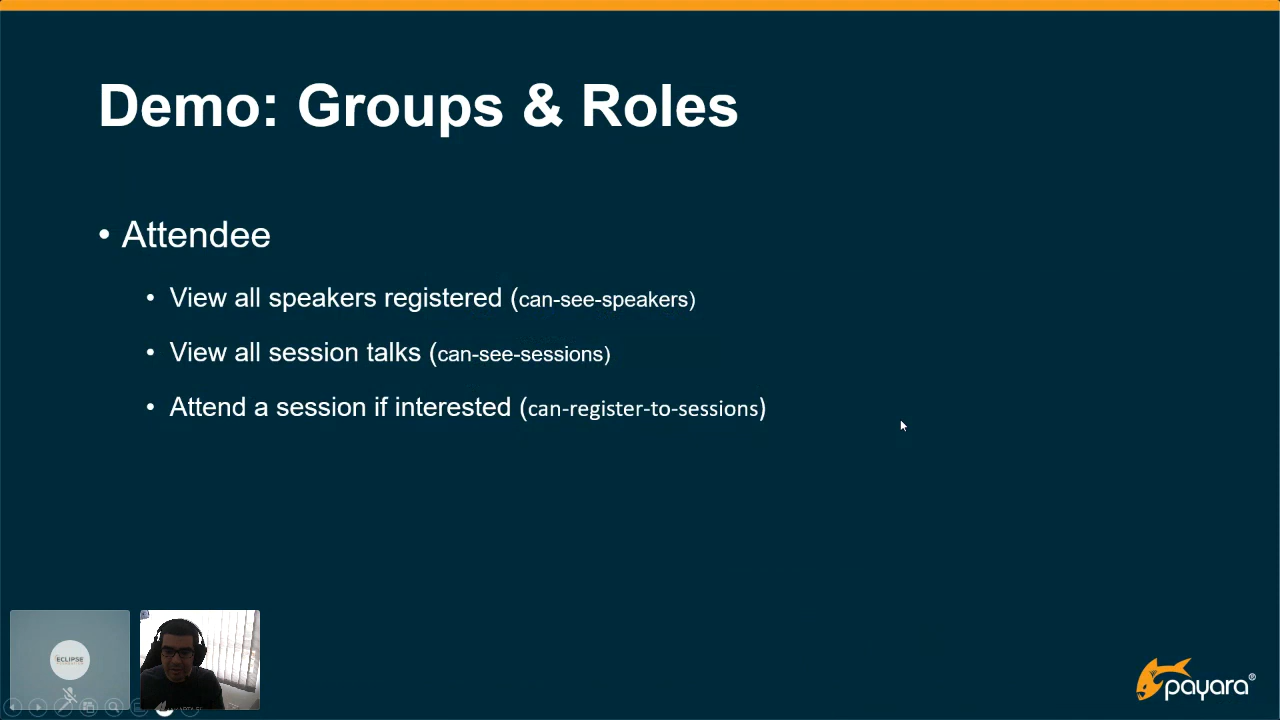 Demo: Groups & Roles
• Attendee
• View all speakers registered (can-see-speakers)
• View all session talks (can-see-sessions)
• Attend a session if interested (can-register-to-sessions)
ECLIPSE
payara®